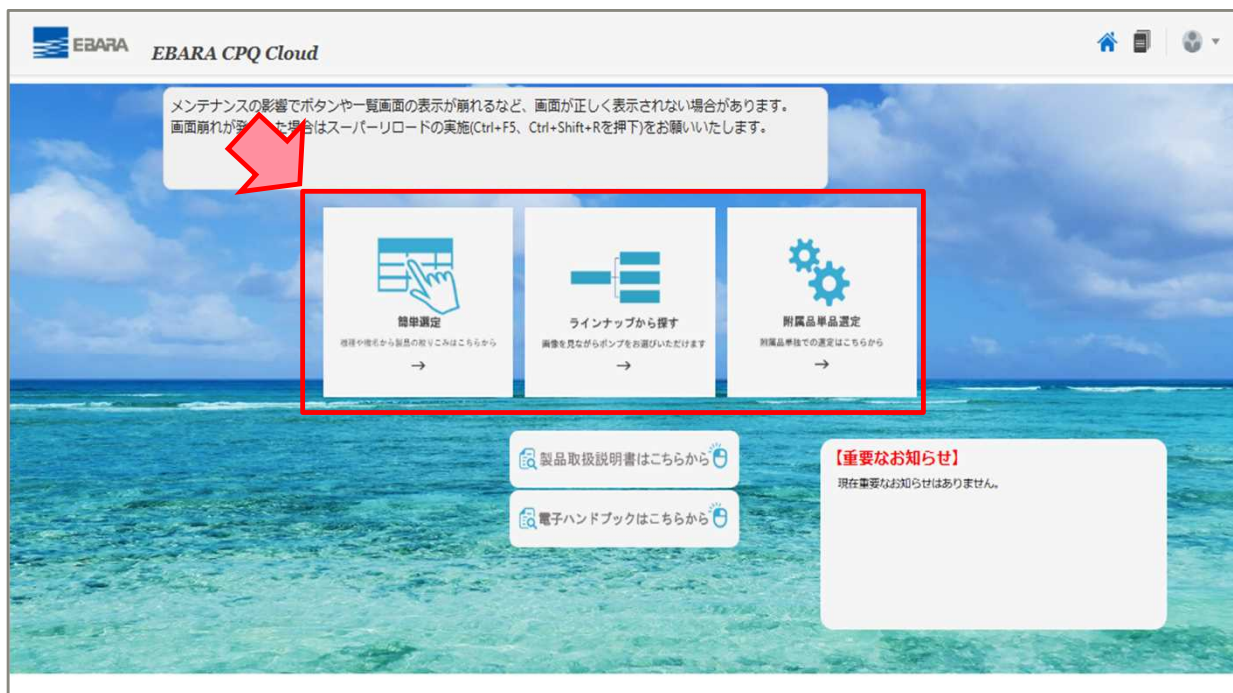 EBARA
EBARA CPQ Cloud
メンテナンスの影響でボタンや一覧画面の表示が崩れるなど、画面が正しく表示されない場合があります。
画面崩れが した場合はスーパーリロードの実施(Ctrl+F5、Ctrl+Shift+Rを押下)をお願いいたします。
簡単選定
機種や機名から製品の絞りこみはこちらから
→
ラインナップから探す
画像を見ながらポンプをお選びいただけます
→
附属品単品選定
附属品単独での選定はこちらから
→
製品取扱説明書はこちらから
電子ハンドブックはこちらから
【重要なお知らせ】
現在重要なお知らせはありません。